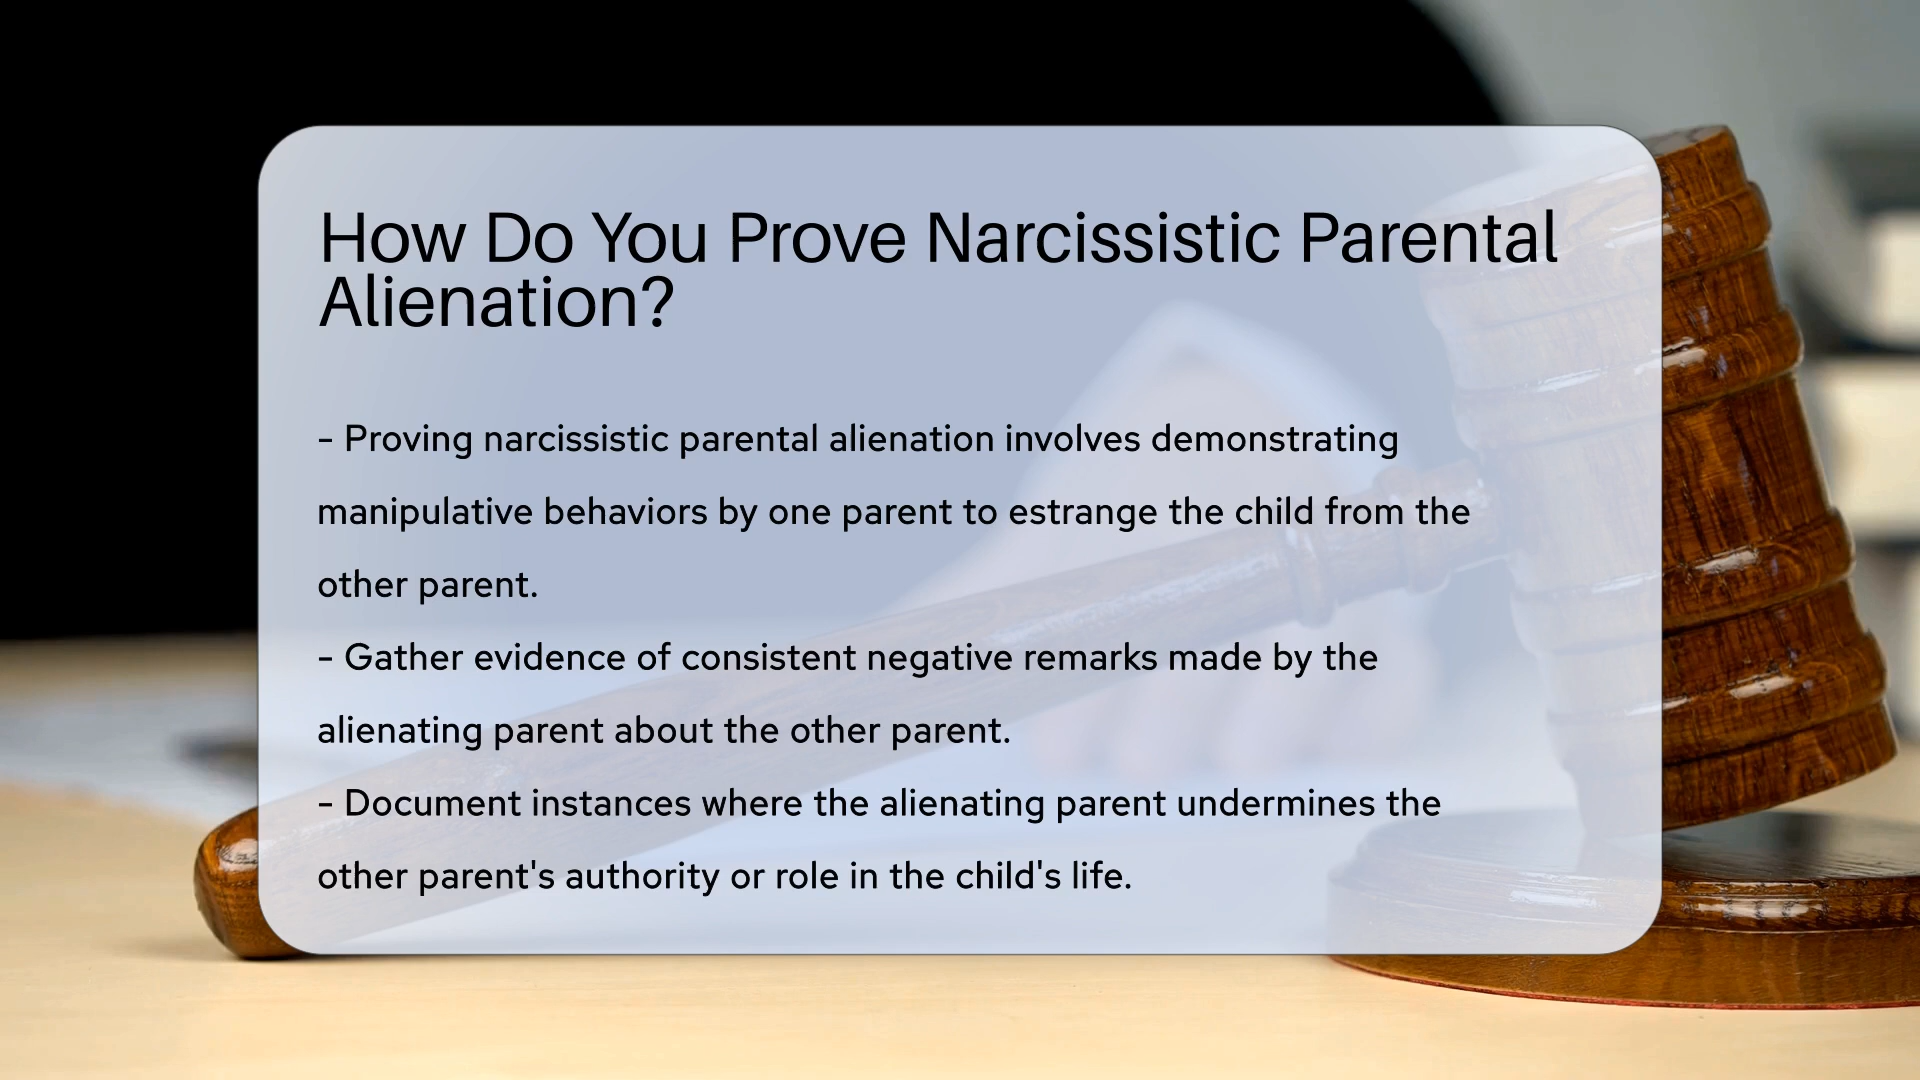 How Do You Prove Narcissistic Parental
Alienation?
- Proving narcissistic parental alienation involves demonstrating
manipulative behaviors by one parent to estrange the child from the
other parent.
- Gather evidence of consistent negative remarks made by the
alienating parent about the other parent.
- Document instances where the alienating parent undermines the
other parent's authority or role in the child's life.